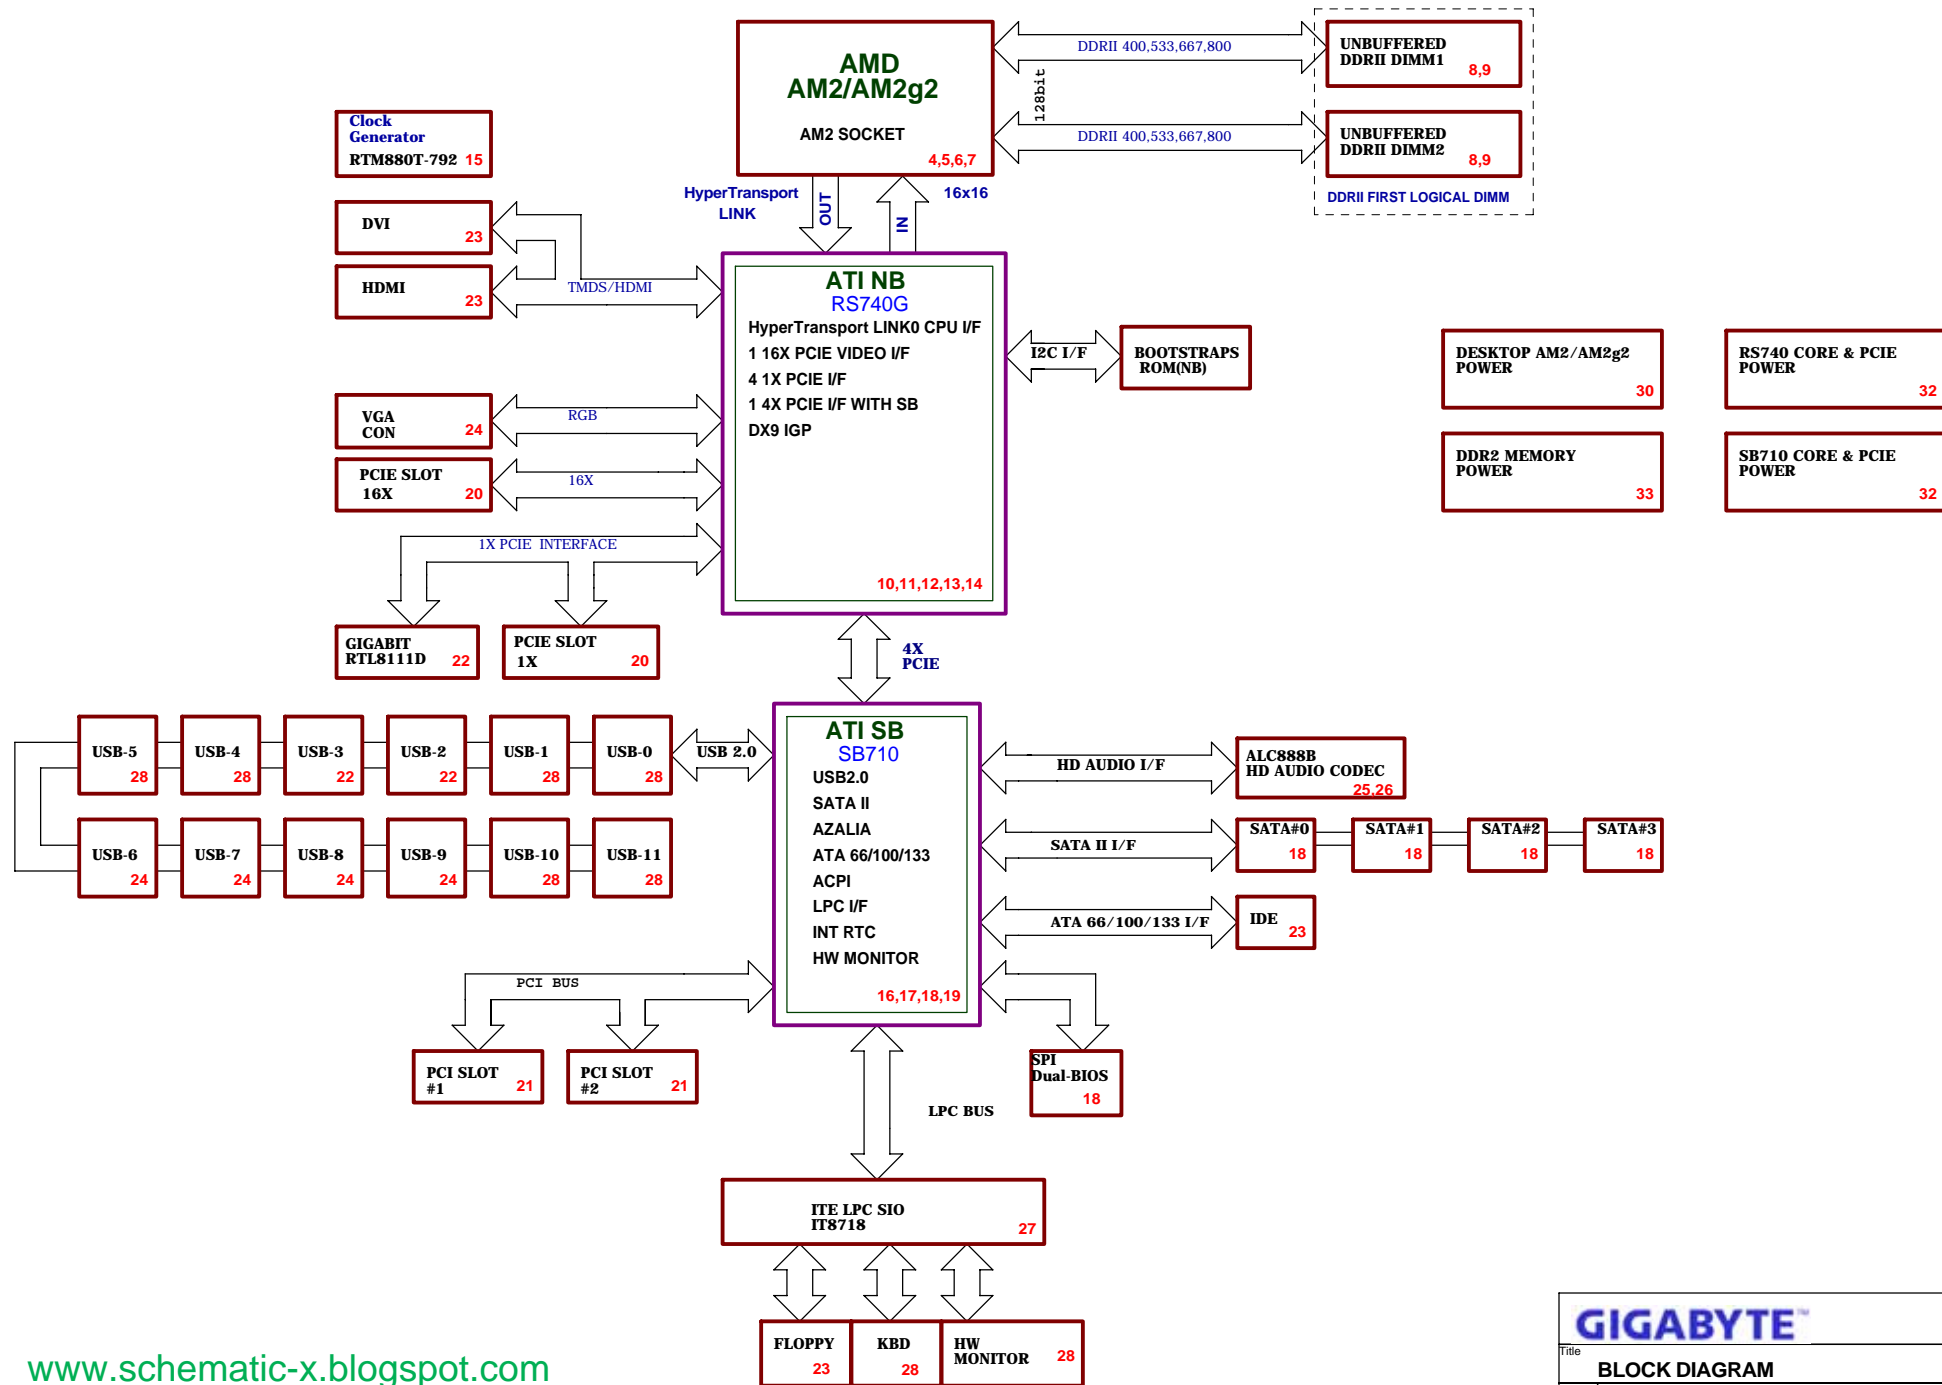 AMD
AM2/AM2g2
AM2 SOCKET
4,5,6,7
DDRII 400,533,667,800
128bit
DDRII 400,533,667,800
UNBUFFERED
DDRII DIMM1
8,9
UNBUFFERED
DDRII DIMM2
8,9
DDRII FIRST LOGICAL DIMM
Clock
Generator
RTM880T-792 15
HyperTransport
LINK
OUT
IN
16x16
DVI
23
HDMI
23
TMDS/HDMI
ATI NB
RS740G
HyperTransport LINK0 CPU I/F
1 16X PCIE VIDEO I/F
4 1X PCIE I/F
1 4X PCIE I/F WITH SB
DX9 IGP
10,11,12,13,14
I2C I/F
BOOTSTRAPS
ROM(NB)
DESKTOP AM2/AM2g2
POWER
30
RS740 CORE & PCIE
POWER
32
DDR2 MEMORY
POWER
33
SB710 CORE & PCIE
POWER
32
VGA
CON
24
RGB
PCIE SLOT
16X
20
16X
1X PCIE INTERFACE
GIGABIT
RTL8111D
22
PCIE SLOT
1X
20
4X
PCIE
USB-5
28
USB-4
28
USB-3
22
USB-2
22
USB-1
28
USB-0
28
USB 2.0
USB-6
24
USB-7
24
USB-8
24
USB-9
24
USB-10
28
USB-11
28
ATI SB
SB710
USB2.0
SATA II
AZALIA
ATA 66/100/133
ACPI
LPC I/F
INT RTC
HW MONITOR
16,17,18,19
HD AUDIO I/F
ALC888B
HD AUDIO CODEC
25,26
SATA II I/F
SATA#0
18
SATA#1
18
SATA#2
18
SATA#3
18
ATA 66/100/133 I/F
IDE
23
PCI BUS
PCI SLOT
#1
21
PCI SLOT
#2
21
SPI
Dual-BIOS
18
LPC BUS
ITE LPC SIO
IT8718
27
FLOPPY
23
KBD
28
HW
MONITOR
28
www.schematic-x.blogspot.com
GIGABYTE™
Title
BLOCK DIAGRAM